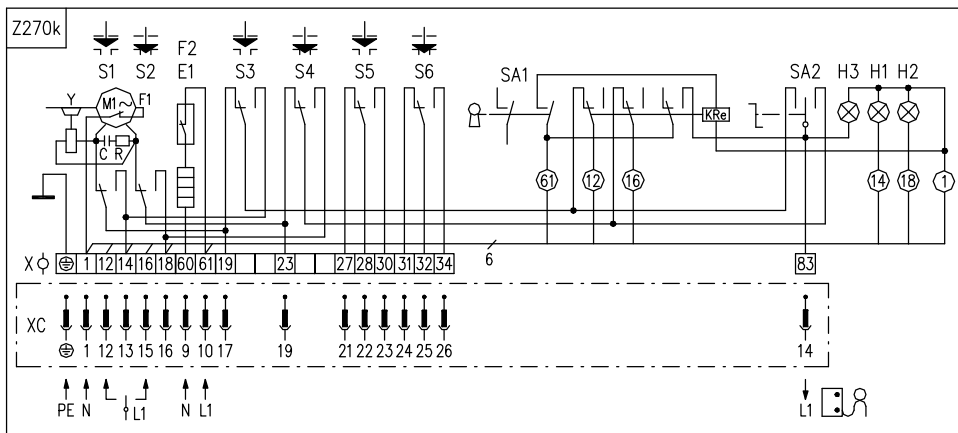 Z270k
F2
S1 S2 E1 S3 S4 S5 S6 SA1 SA2 H3 H1 H2
Y M1 F1
KRe
C R
61 12 16 14 18 1
6
X 1 12 14 16 18 60 61 19 23 27 28 30 31 32 34 83
XC
1 12 13 15 16 9 10 17 19 21 22 23 24 25 26 14
PE N L1 N L1 L1